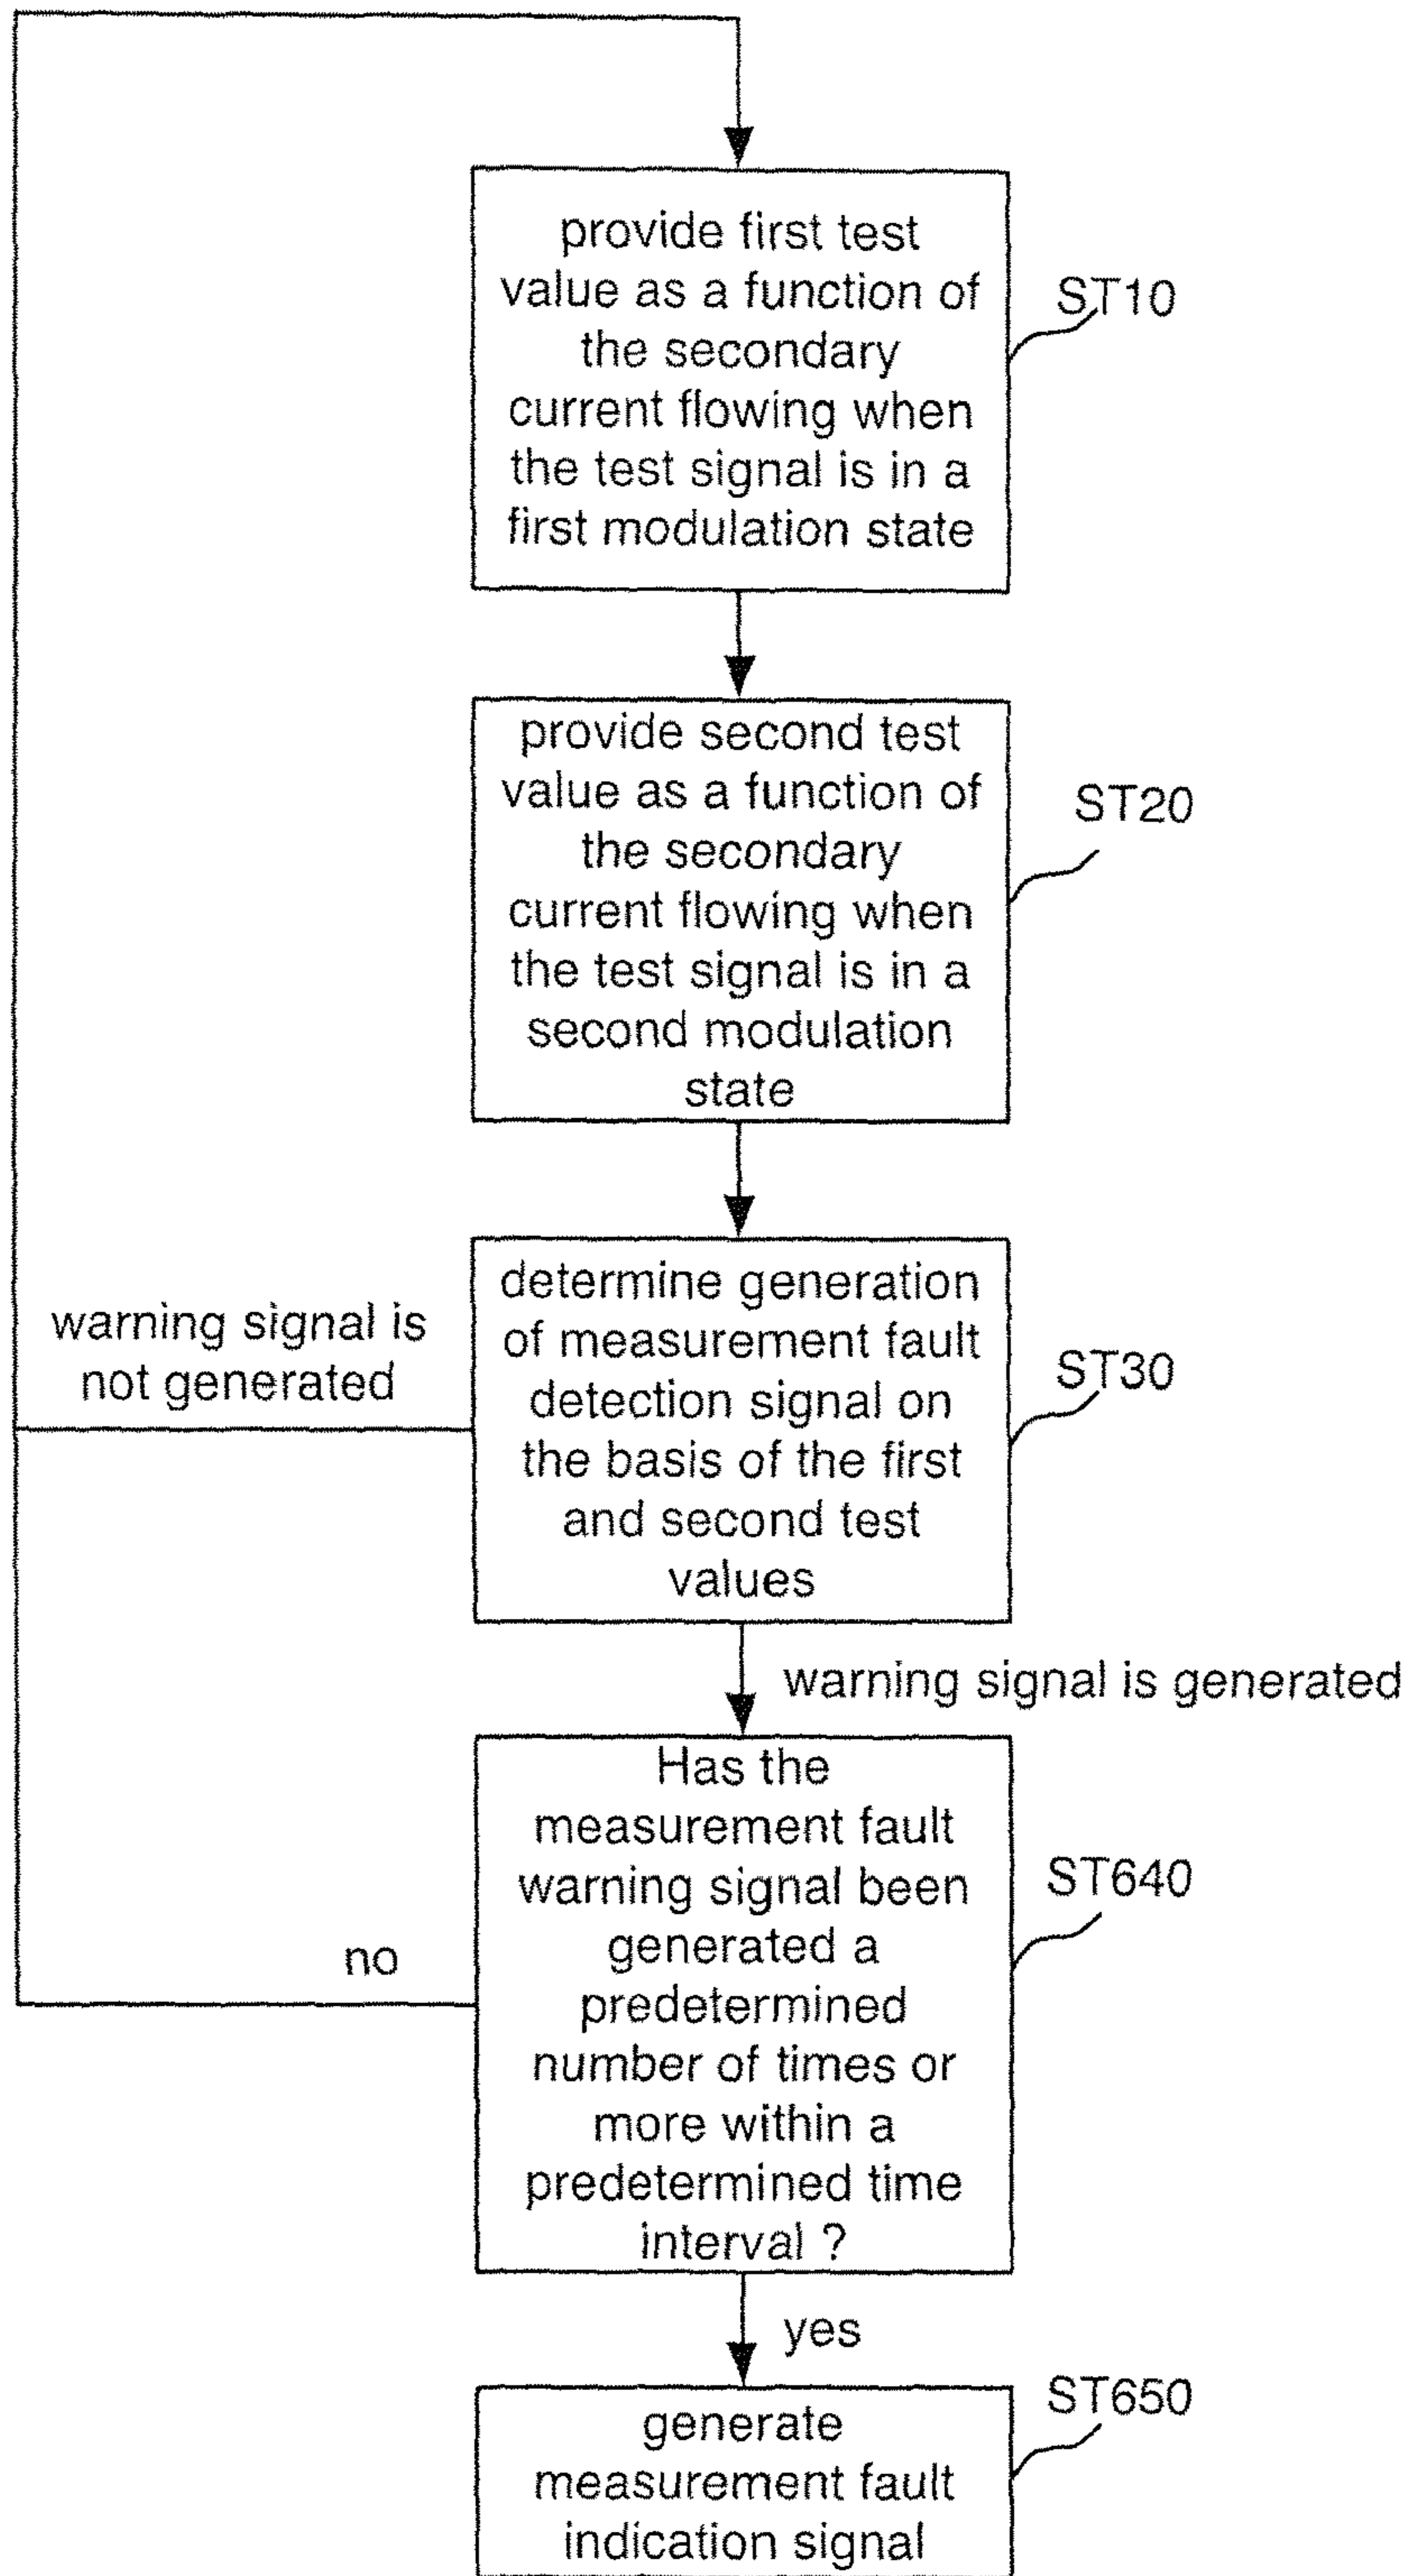 provide first test
value as a function of
the secondary
current flowing when
the test signal is in a
first modulation state
ST10
provide second test
value as a function of
the secondary
current flowing when
the test signal is in a
second modulation
state
ST20
determine generation
of measurement fault
detection signal on
the basis of the first
and second test
values
ST30
warning signal is
not generated
warning signal is generated
Has the
measurement fault
warning signal been
generated a
predetermined
number of times or
more within a
predetermined time
interval ?
ST640
no
yes
generate
measurement fault
indication signal
ST650